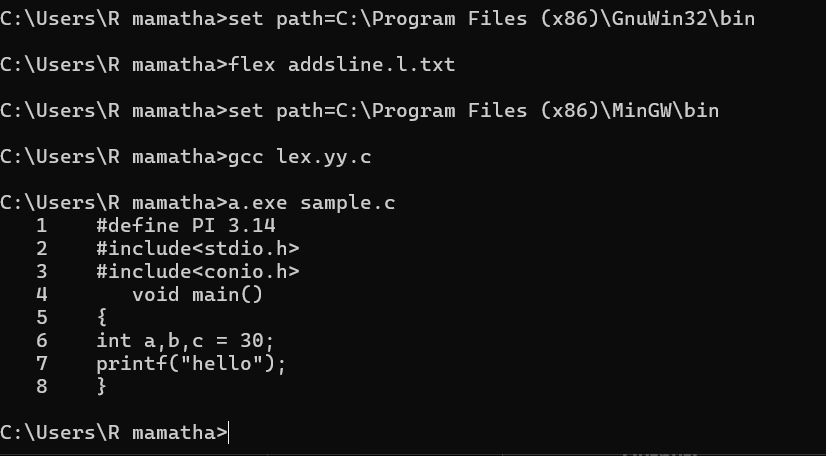 C:\Users\R mamatha>set path=C:\Program Files (x86)\GnuWin32\bin
C:\Users\R mamatha>flex addsline.l.txt
C:\Users\R mamatha>set path=C:\Program Files (x86)\MinGW\bin
C:\Users\R mamatha>gcc lex.yy.c
C:\Users\R mamatha>a.exe sample.c
   1    #define PI 3.14
   2    #include<stdio.h>
   3    #include<conio.h>
   4       void main()
   5    {
   6    int a,b,c = 30;
   7    printf("hello");
   8    }
C:\Users\R mamatha>